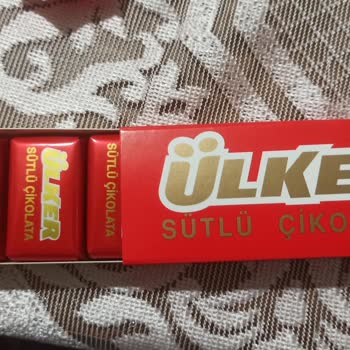 ÜLKE
SÜTLÜ ÇİKO
ÜLKER
SÜTLÜ ÇİKOLATA
SÜTLÜ ÇİKOLATA